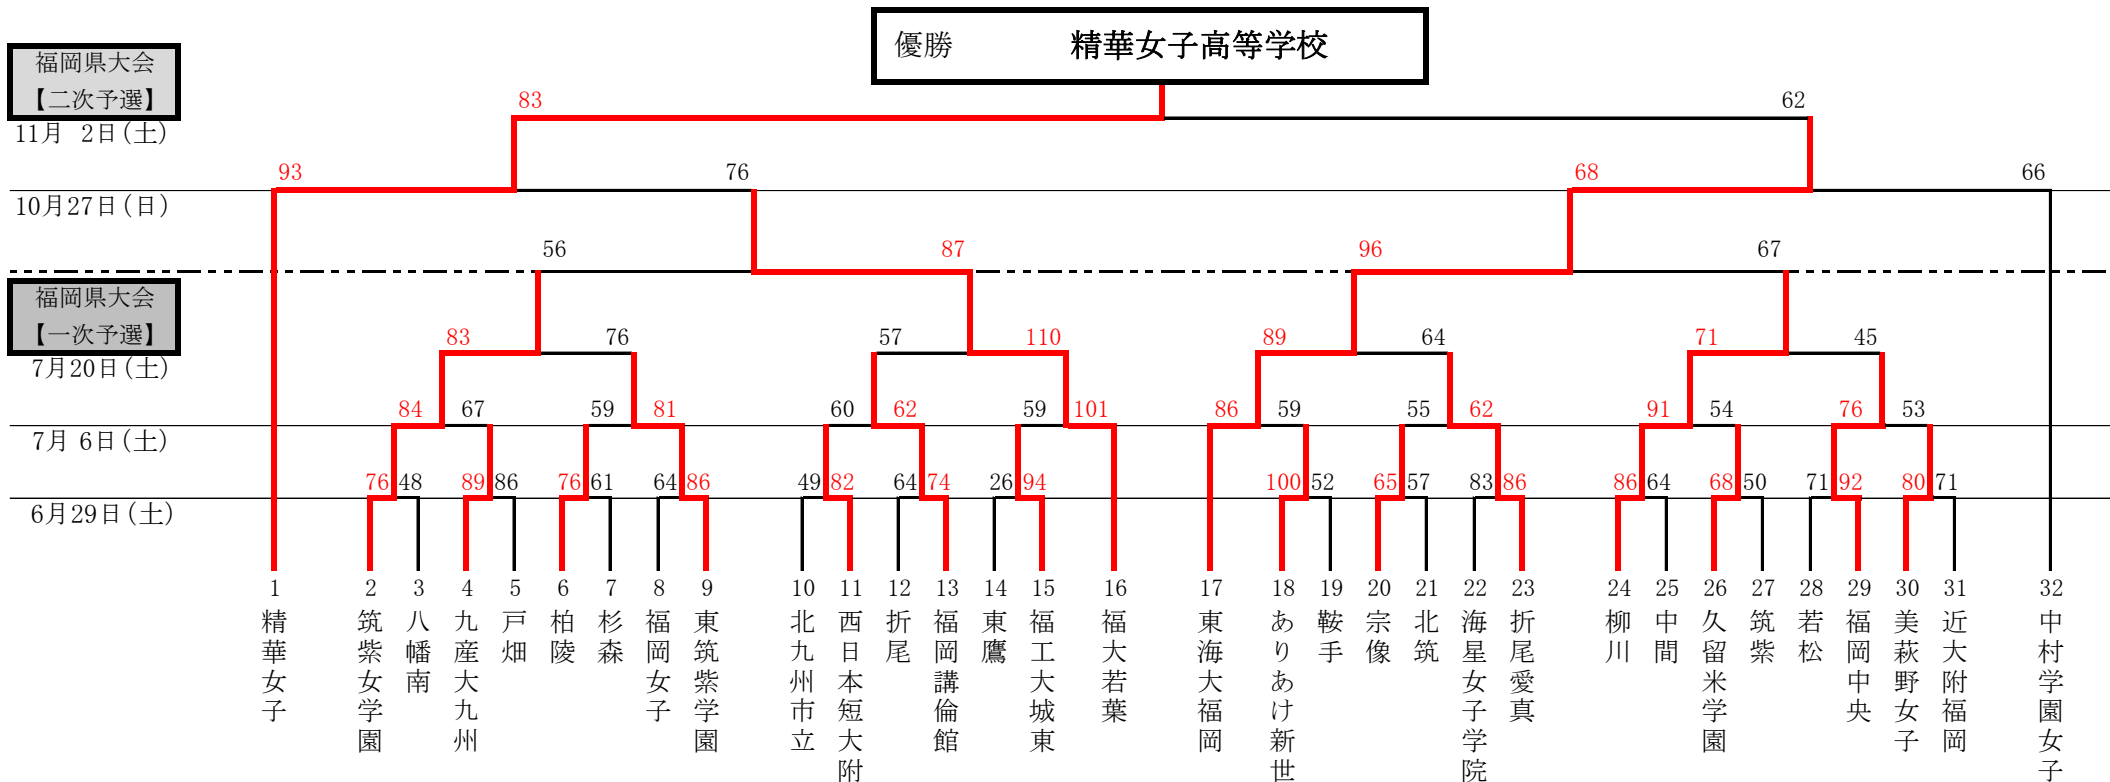 優勝 精華女子高等学校
福岡県大会
【二次予選】
83 62
11月 2日(土)
93 76 68 66
10月27日(日)
56 87 96 67
福岡県大会
【一次予選】
83 76 57 110 89 64 71 45
7月20日(土)
84 67 59 81 60 62 59 101 86 59 55 62 91 54 76 53
7月 6日(土)
76 48 89 86 76 61 64 86 49 82 64 74 26 94 100 52 65 57 83 86 86 64 68 50 71 92 80 71
6月29日(土)
1 2 3 4 5 6 7 8 9 10 11 12 13 14 15 16 17 18 19 20 21 22 23 24 25 26 27 28 29 30 31 32
精華女子
筑紫女学園
八幡南
九産大九州
戸畑
柏陵
杉森
福岡女子
東筑紫学園
北九州市立
西日本短大附
折尾
福岡講倫館
東鷹
福工大城東
福大若葉
東海大福岡
ありあけ新世
鞍手
宗像
北筑
海星女子学院
折尾愛真
柳川
中間
久留米学園
筑紫
若松
福岡中央
美萩野女子
近大附福岡
中村学園女子